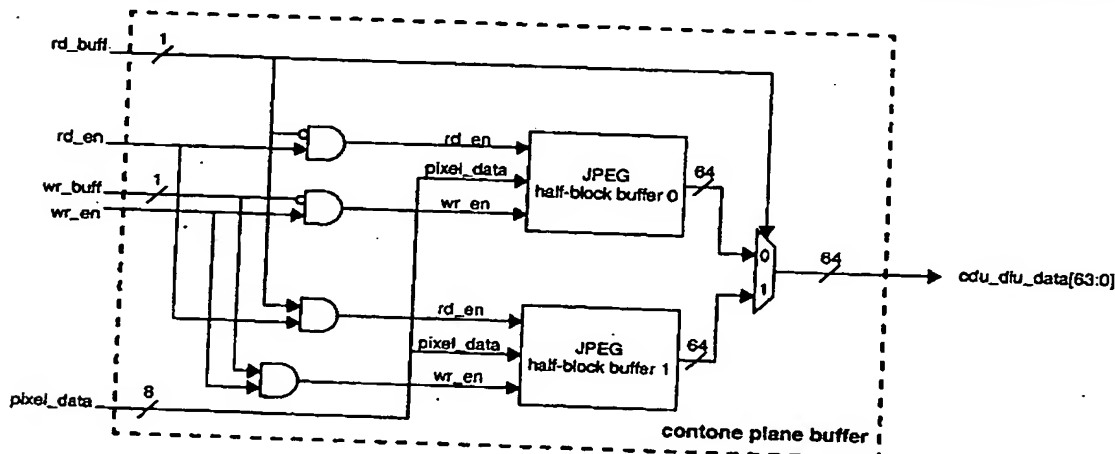 rd_buff
1
rd_en
wr_buff
1
wr_en
pixel_data
8
rd_en
pixel_data
wr_en
JPEG
half-block buffer 0
64
rd_en
pixel_data
wr_en
JPEG
half-block buffer 1
64
0
1
64
cdu_diu_data[63:0]
contone plane buffer